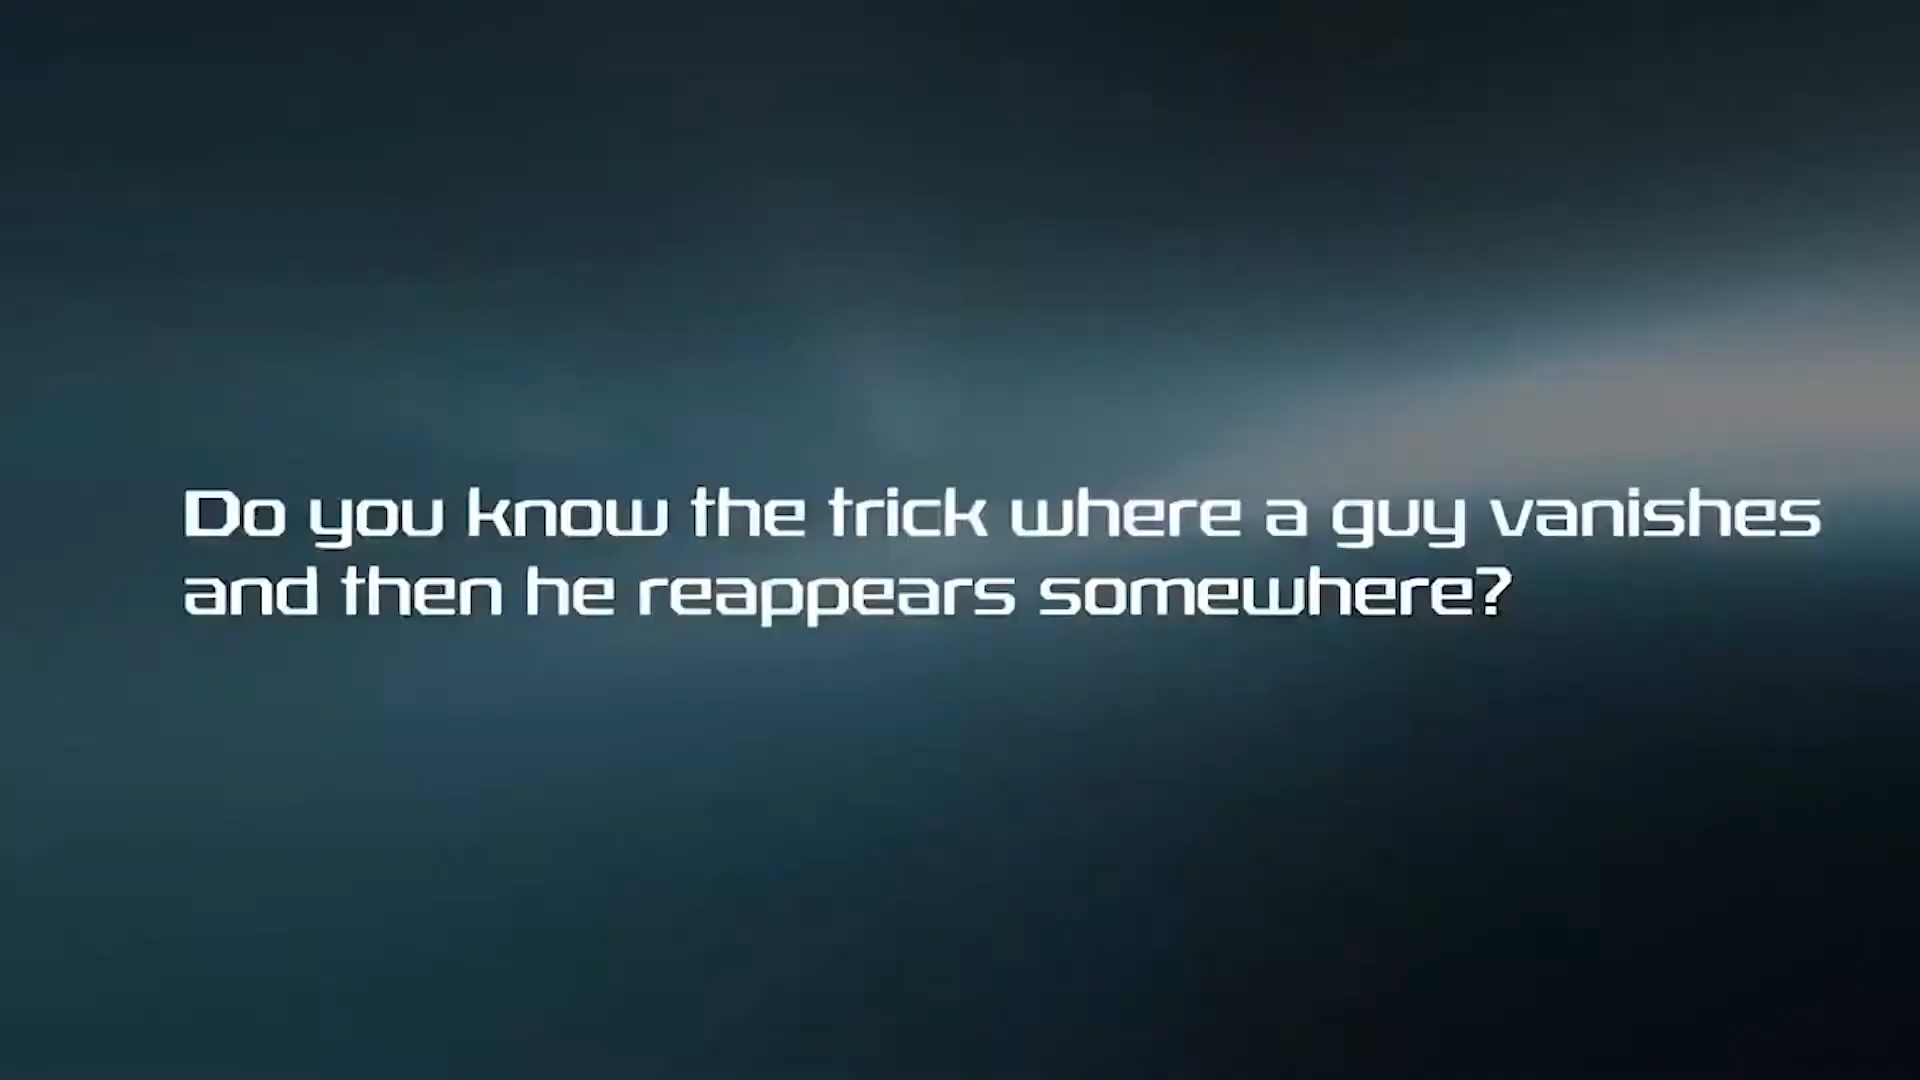 Do you know the trick where a guy vanishes
and then he reappears somewhere?